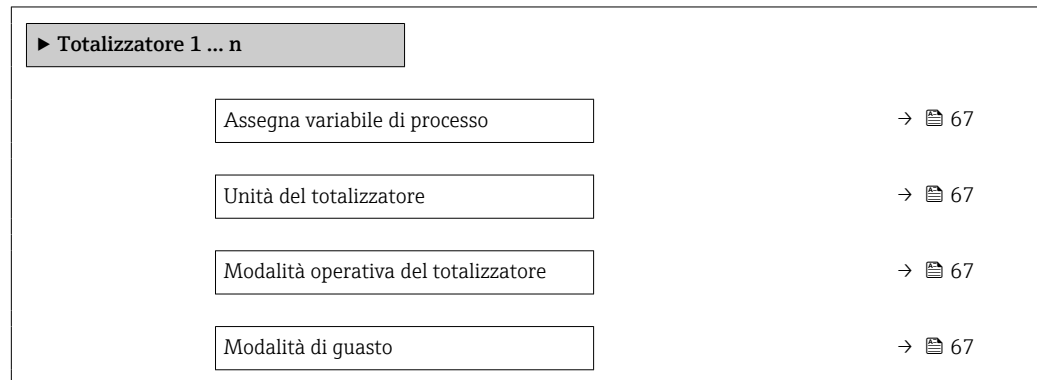 ▶ Totalizzatore 1 ... n
Assegna variabile di processo → 67
Unità del totalizzatore → 67
Modalità operativa del totalizzatore → 67
Modalità di guasto → 67